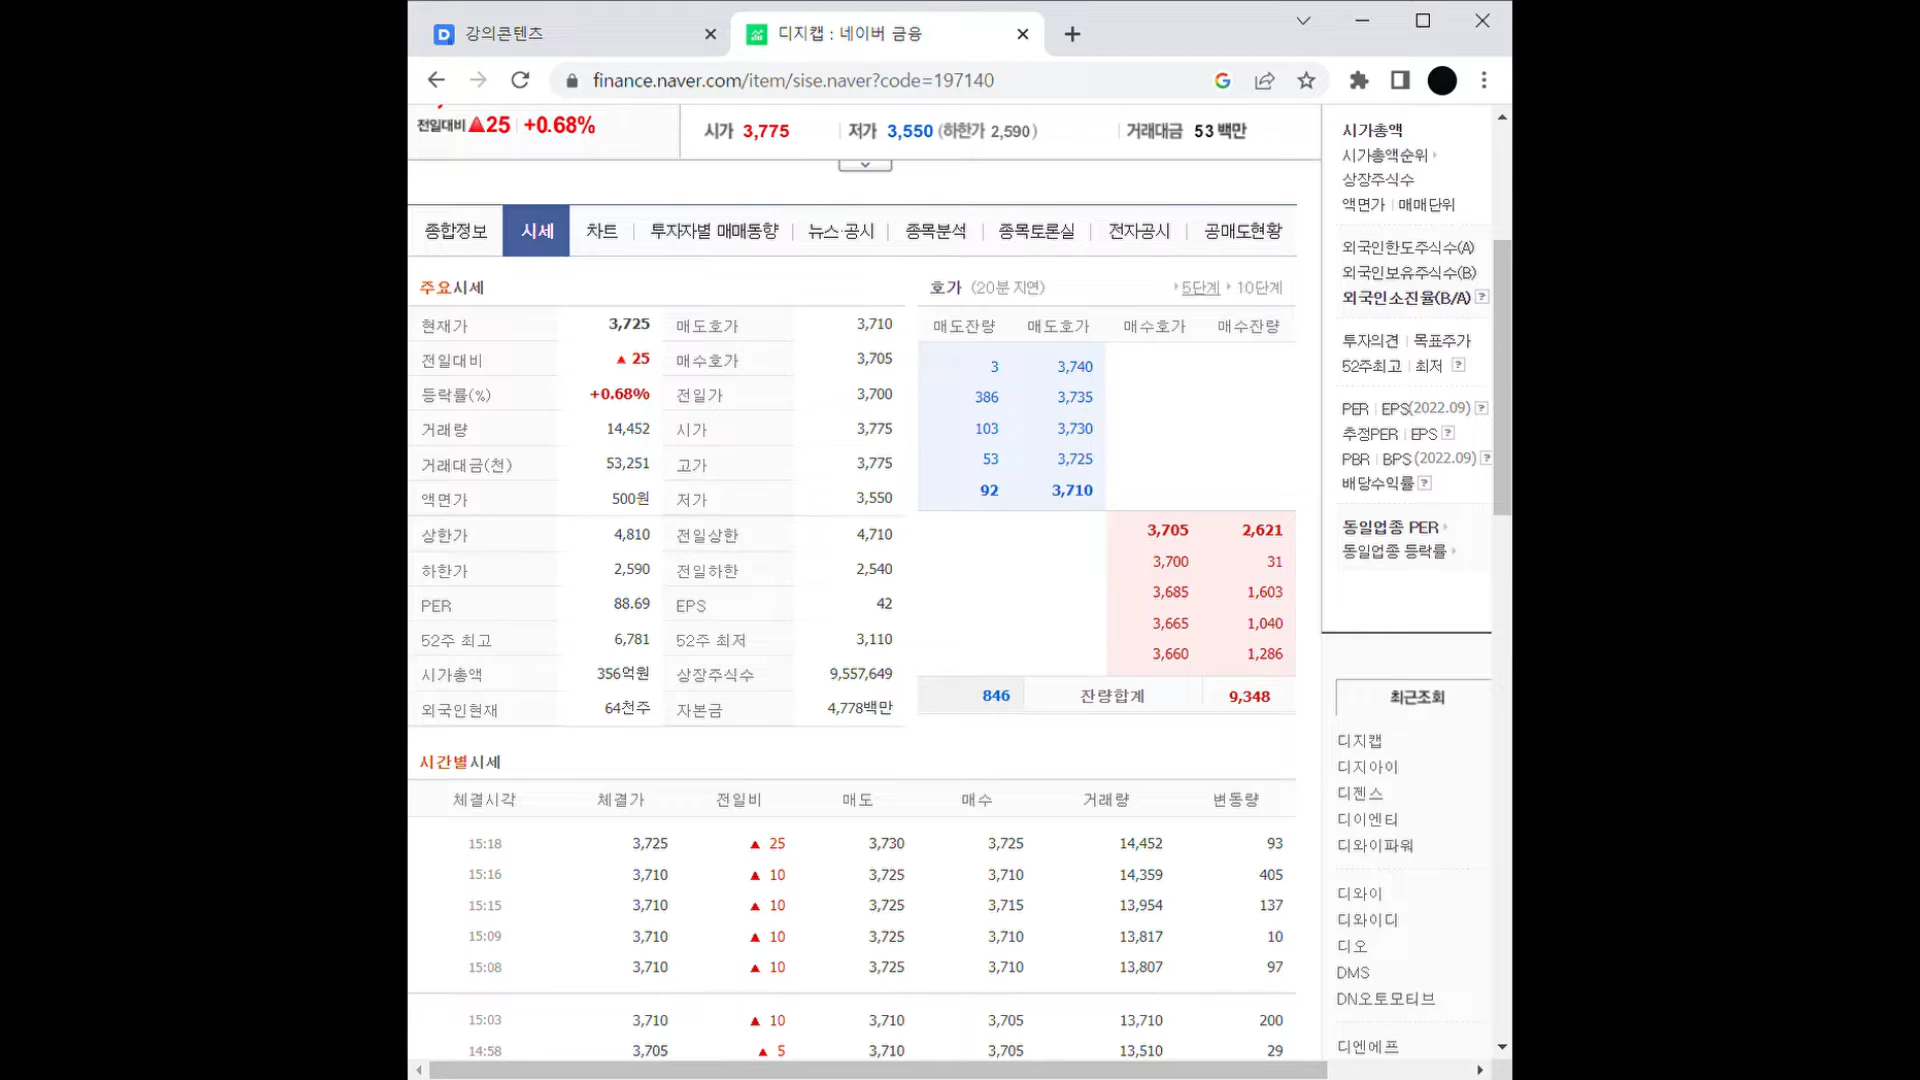 강의콘텐츠
디지캡 : 네이버 금융
finance.naver.com/item/sise.naver?code=197140
전일대비 ▲25 +0.68%
시가 3,775 저가 3,550 (하한가 2,590) 거래대금 53 백만
종합정보 시세 차트 투자자별 매매동향 뉴스·공시 종목분석 종목토론실 전자공시 공매도현황
주요시세
현재가 3,725 매도호가 3,710
전일대비 ▲ 25 매수호가 3,705
등락률(%) +0.68% 전일가 3,700
거래량 14,452 시가 3,775
거래대금(천) 53,251 고가 3,775
액면가 500원 저가 3,550
상한가 4,810 전일상한 4,710
하한가 2,590 전일하한 2,540
PER 88.69 EPS 42
52주 최고 6,781 52주 최저 3,110
시가총액 356억원 상장주식수 9,557,649
외국인현재 64천주 자본금 4,778백만
호가 (20분 지연) 5단계 10단계
매도잔량 매도호가 매수호가 매수잔량
3 3,740
386 3,735
103 3,730
53 3,725
92 3,710
3,705 2,621
3,700 31
3,685 1,603
3,665 1,040
3,660 1,286
846 잔량합계 9,348
시간별시세
체결시각 체결가 전일비 매도 매수 거래량 변동량
15:18 3,725 ▲ 25 3,730 3,725 14,452 93
15:16 3,710 ▲ 10 3,725 3,710 14,359 405
15:15 3,710 ▲ 10 3,725 3,715 13,954 137
15:09 3,710 ▲ 10 3,725 3,710 13,817 10
15:08 3,710 ▲ 10 3,725 3,710 13,807 97
15:03 3,710 ▲ 10 3,710 3,705 13,710 200
14:58 3,705 ▲ 5 3,710 3,705 13,510 29
시가총액
시가총액순위
상장주식수
액면가 매매단위
외국인한도주식수(A)
외국인보유주식수(B)
외국인소진율(B/A) ?
투자의견 목표주가
52주최고 최저 ?
PER EPS(2022.09) ?
추정PER EPS ?
PBR BPS(2022.09) ?
배당수익률 ?
동일업종 PER
동일업종 등락률
최근조회
디지캡
디지아이
디젠스
디이엔티
디와이파워
디와이
디와이디
디오
DMS
DN오토모티브
디엔에프